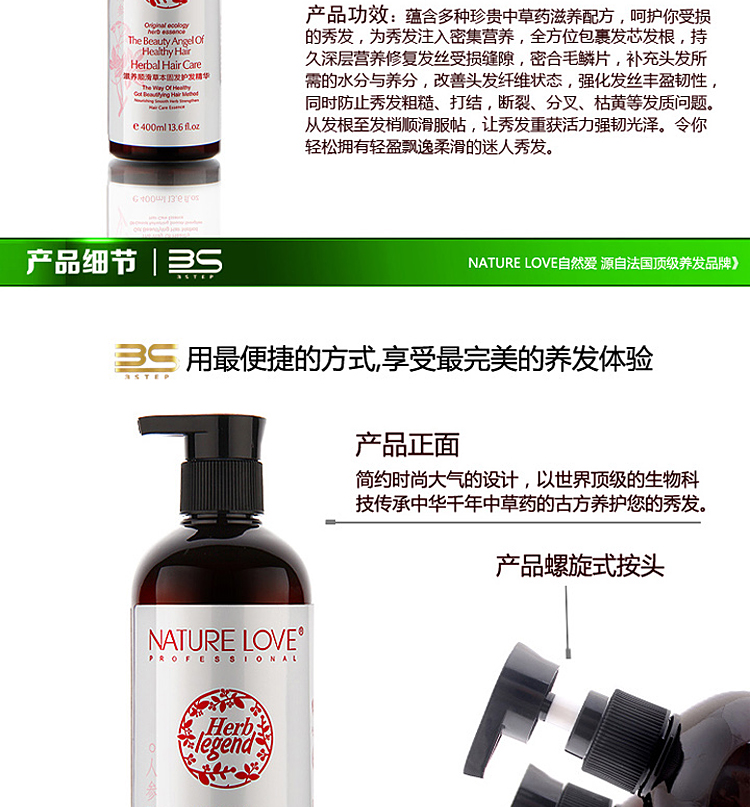 产品功效：蕴含多种珍贵中草药滋养配方，呵护你受损
的秀发，为秀发注入密集营养，全方位包裹发芯发根，持
久深层营养修复发丝受损缝隙，密合毛鳞片，补充头发所
需的水分与养分，改善头发纤维状态，强化发丝丰盈韧性，
同时防止秀发粗糙、打结，断裂、分叉、枯黄等发质问题。
从发根至发梢顺滑服帖，让秀发重获活力强韧光泽。令你
轻松拥有轻盈飘逸柔滑的迷人秀发。
Original ecology
herb essence
The Beauty Angel Of
Healthy Hair
Herbal Hair Care
滋养顺滑草本固发护发精华
The Way Of Healthy
Got Beautifying Hair Method
Nourishing Smooth Herb Strengthen
Hair Care Essence
e 400ml 13.6 fl.oz
产品细节
3S
3STEP
NATURE LOVE自然爱 源自法国顶级养发品牌》
3S
3STEP
用最便捷的方式,享受最完美的养发体验
产品正面
简约时尚大气的设计，以世界顶级的生物科
技传承中华千年中草药的古方养护您的秀发。
产品螺旋式按头
NATURE LOVE®
PROFESSIONAL
Herb
legend
人参